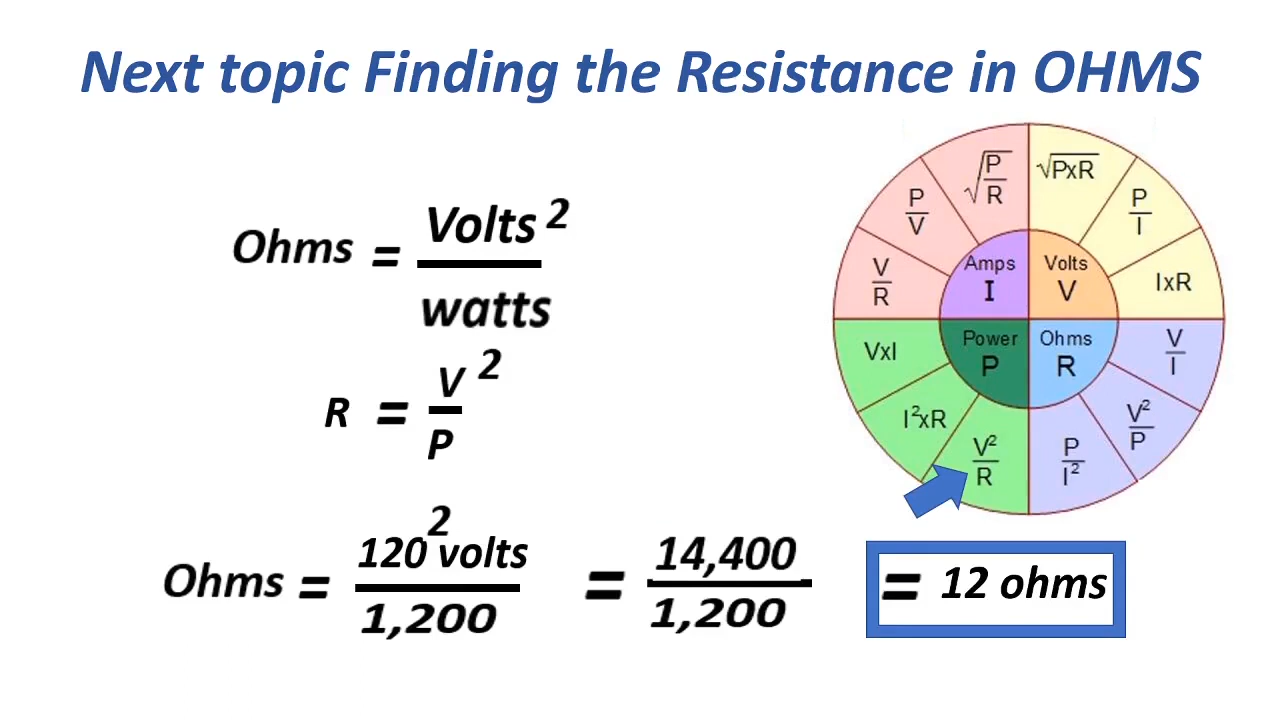 Next topic Finding the Resistance in OHMS
Ohms = Volts²
watts
R = V²
P
Ohms = 120² volts = 14,400 = 12 ohms
1,200 1,200
√P/R
√PxR
P/V
P/I
V/R
IxR
Amps
I
Volts
V
Power
P
Ohms
R
VxI
V/I
I²xR
V²/P
V²/R
P/I²